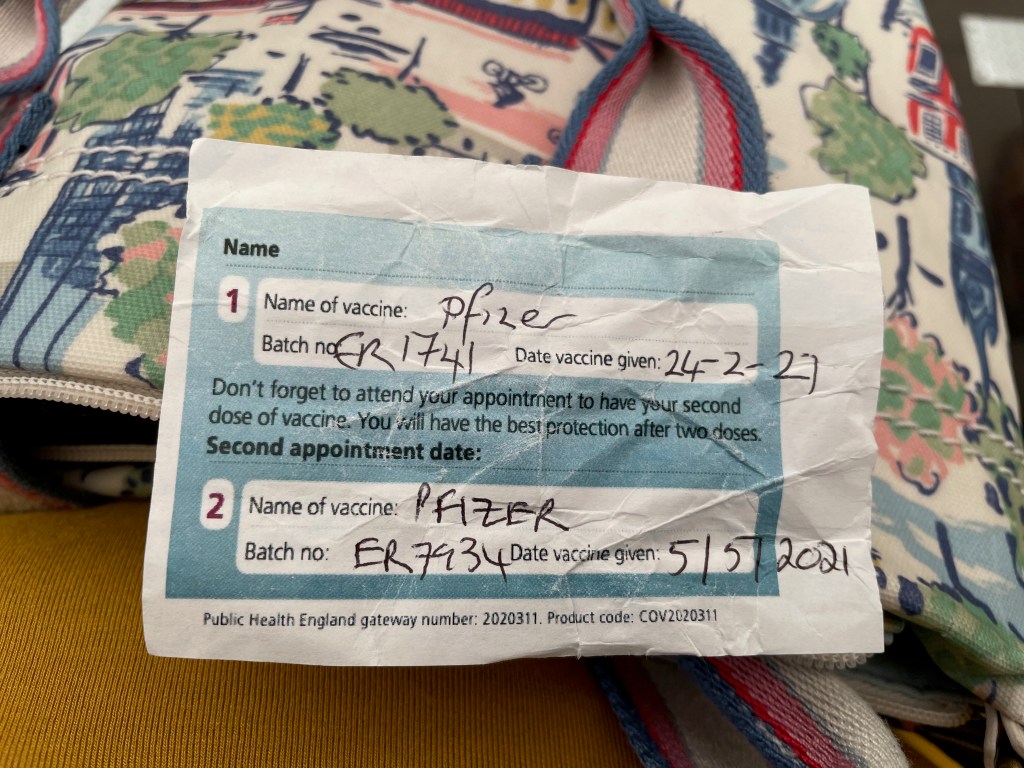 Name
1 Name of vaccine: Pfizer
Batch no ER1741 Date vaccine given: 24-2-21
Don't forget to attend your appointment to have your second
dose of vaccine. You will have the best protection after two doses.
Second appointment date:
2 Name of vaccine: PFIZER
Batch no: ER7934 Date vaccine given: 5/5/2021
Public Health England gateway number: 2020311. Product code: COV2020311